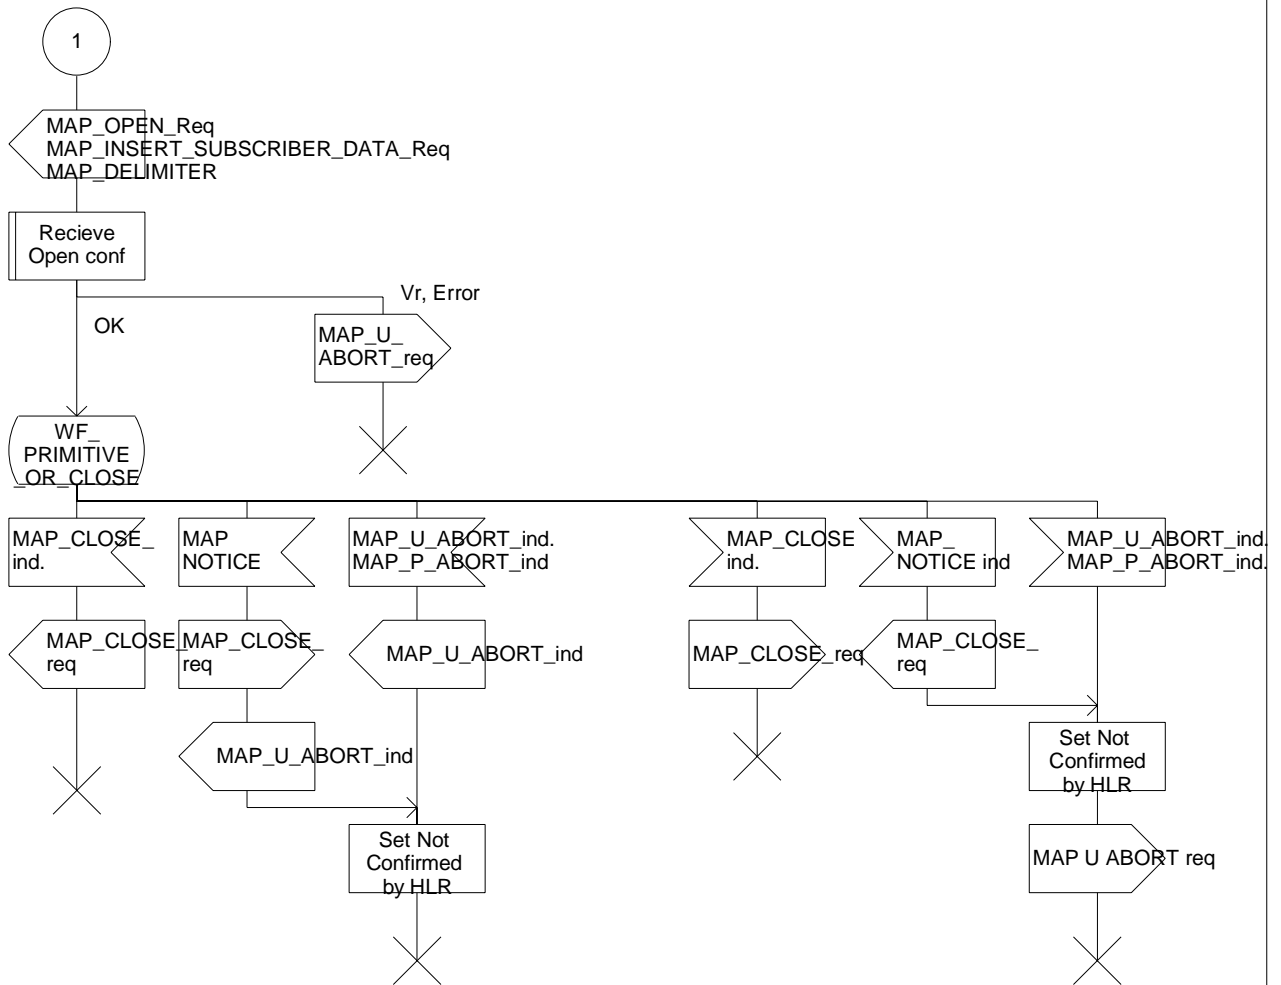 1
MAP_OPEN_Req
MAP_INSERT_SUBSCRIBER_DATA_Req
MAP_DELIMITER
Recieve
Open conf
Vr, Error
OK
MAP_U_
ABORT_req
WF_
PRIMITIVE
_OR_CLOSE
MAP_CLOSE_
ind.
MAP
NOTICE
MAP_U_ABORT_ind.
MAP_P_ABORT_ind
MAP_CLOSE
ind.
MAP_
NOTICE ind
MAP_U_ABORT_ind.
MAP_P_ABORT_ind.
MAP_CLOSE_
req
MAP_CLOSE_
req
MAP_U_ABORT_ind
MAP_CLOSE_req
MAP_CLOSE_
req
MAP_U_ABORT_ind
Set Not
Confirmed
by HLR
Set Not
Confirmed
by HLR
MAP U ABORT req